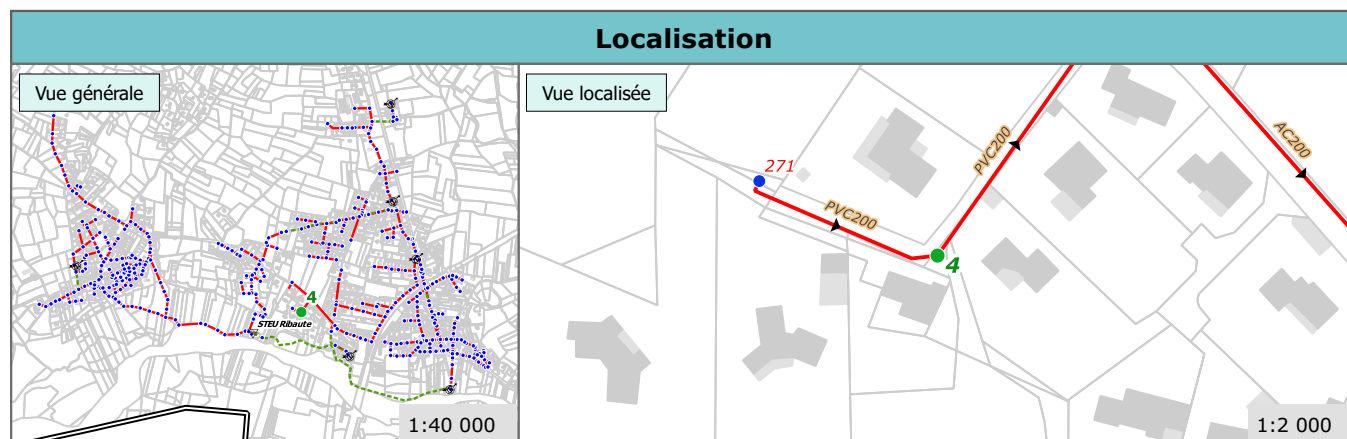 Localisation
Vue générale
4
STEU Ribaute
1:40 000
Vue localisée
271
PVC200
PVC200
AC200
4
1:2 000